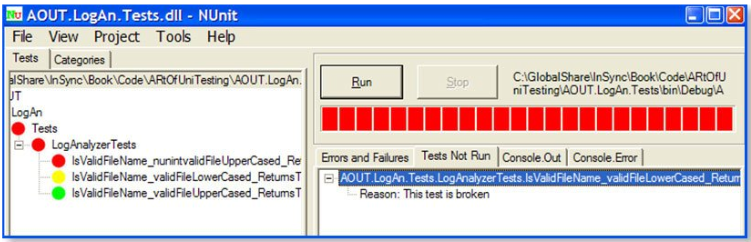 AOUT.LogAn.Tests.dll - NUnit
File View Project Tools Help
Tests Categories
alShare\InSync\Book\Code\ARtOfUniTesting\AOUT.LogAn.
UT
LogAn
Tests
LogAnalyzerTests
IsValidFileName_nunintvalidFileUpperCased_Re
IsValidFileName_validFileLowerCased_ReturnsT
IsValidFileName_validFileUpperCased_ReturnsT
Run Stop
C:\GlobalShare\InSync\Book\Code\ARtOfU
niTesting\AOUT.LogAn.Tests\bin\Debug\A
Errors and Failures Tests Not Run Console.Out Console.Error
AOUT.LogAn.Tests.LogAnalyzerTests.IsValidFileName_validFileLowerCased_Return
Reason: This test is broken